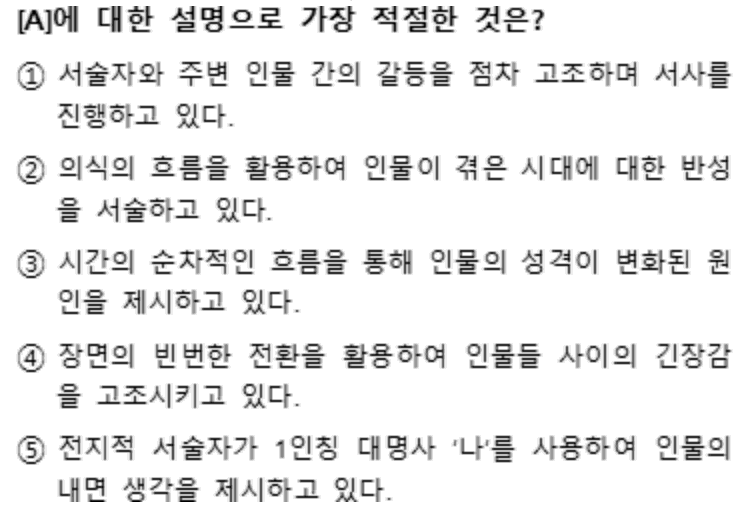 [A]에 대한 설명으로 가장 적절한 것은?
① 서술자와 주변 인물 간의 갈등을 점차 고조하며 서사를
진행하고 있다.
② 의식의 흐름을 활용하여 인물이 겪은 시대에 대한 반성
을 서술하고 있다.
③ 시간의 순차적인 흐름을 통해 인물의 성격이 변화된 원
인을 제시하고 있다.
④ 장면의 빈번한 전환을 활용하여 인물들 사이의 긴장감
을 고조시키고 있다.
⑤ 전지적 서술자가 1인칭 대명사 '나'를 사용하여 인물의
내면 생각을 제시하고 있다.